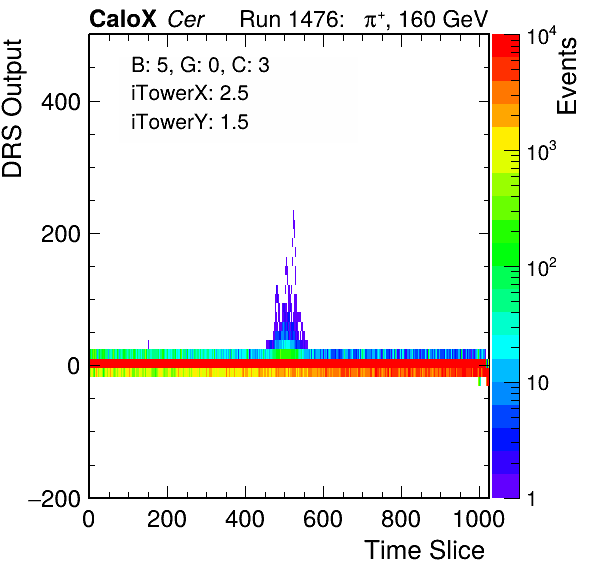 CaloX Cer Run 1476: π⁺, 160 GeV
B: 5, G: 0, C: 3
iTowerX: 2.5
iTowerY: 1.5
DRS Output
400
200
0
−200
0 200 400 600 800 1000
Time Slice
10⁴
10³
10²
10
1
Events